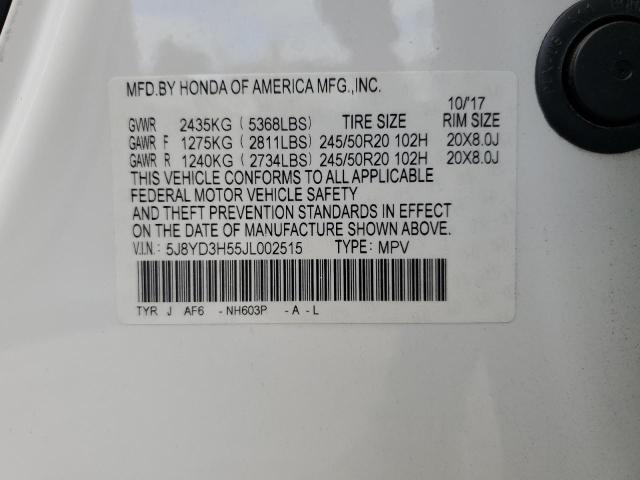 MFD.BY HONDA OF AMERICA MFG.,INC.
10/'17
GVWR 2435KG ( 5368LBS) TIRE SIZE RIM SIZE
GAWR F 1275KG ( 2811LBS) 245/50R20 102H 20X8.0J
GAWR R 1240KG ( 2734LBS) 245/50R20 102H 20X8.0J
THIS VEHICLE CONFORMS TO ALL APPLICABLE
FEDERAL MOTOR VEHICLE SAFETY
AND THEFT PREVENTION STANDARDS IN EFFECT
ON THE DATE OF MANUFACTURE SHOWN ABOVE.
V.I.N.: 5J8YD3H55JL002515 TYPE: MPV
TYR J AF6 -NH603P -A -L